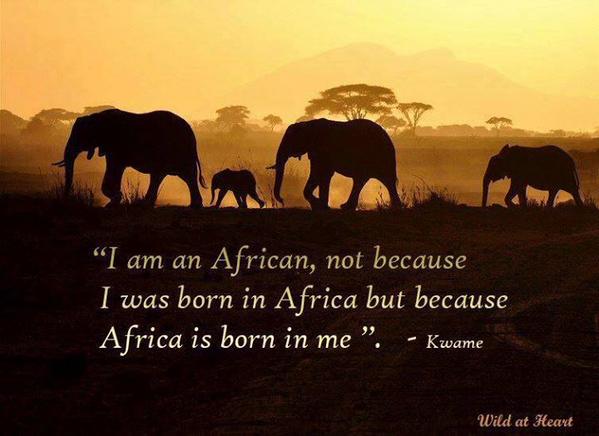 “I am an African, not because
I was born in Africa but because
Africa is born in me ”. - Kwame
Wild at Heart